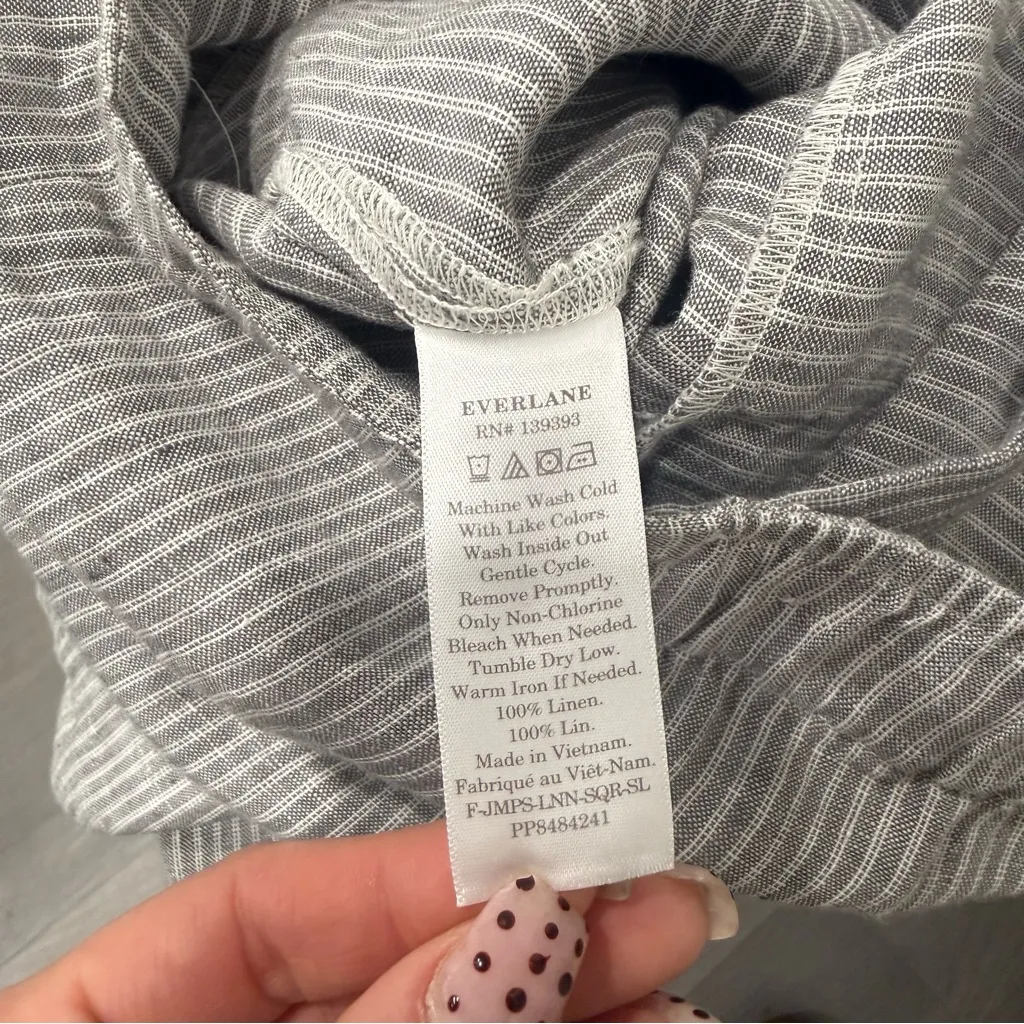 EVERLANE
RN# 139393
Machine Wash Cold
With Like Colors.
Wash Inside Out
Gentle Cycle.
Remove Promptly.
Only Non-Chlorine
Bleach When Needed.
Tumble Dry Low.
Warm Iron If Needed.
100% Linen.
100% Lin.
Made in Vietnam.
Fabriqué au Viêt-Nam.
F-JMPS-LNN-SQR-SL
PP8484241